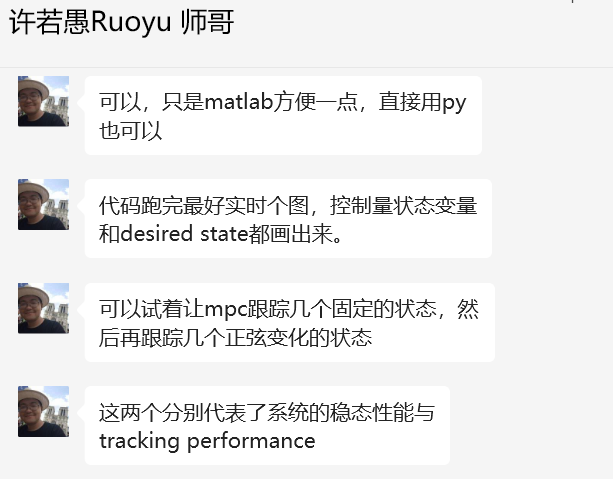 许若愚Ruoyu 师哥
可以，只是matlab方便一点，直接用py
也可以
代码跑完最好实时个图，控制量状态变量
和desired state都画出来。
可以试着让mpc跟踪几个固定的状态，然
后再跟踪几个正弦变化的状态
这两个分别代表了系统的稳态性能与
tracking performance